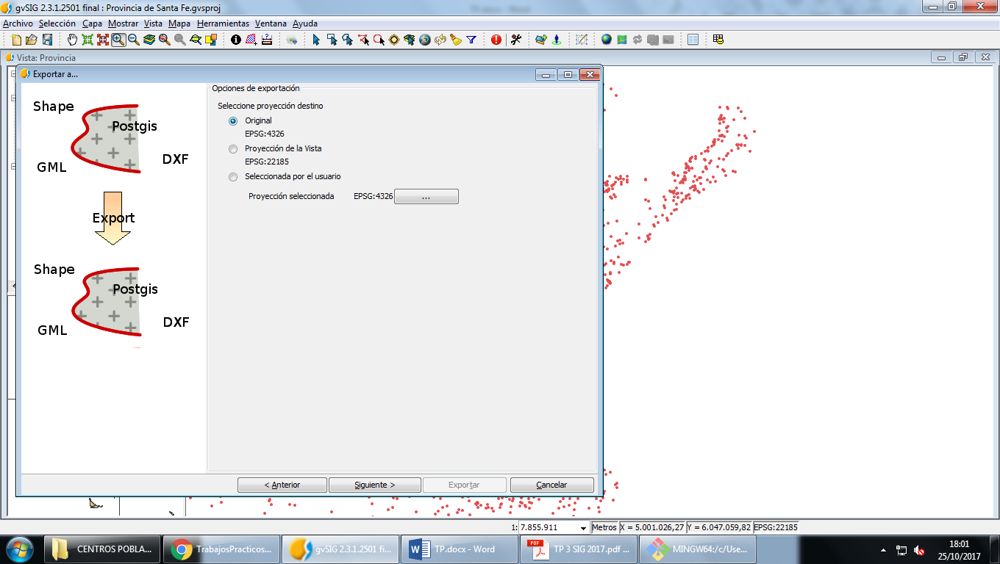 gvSIG 2.3.1.2501 final : Provincia de Santa Fe.gvsproj
Archivo Selección Capa Mostrar Vista Mapa Herramientas Ventana Ayuda
Vista: Provincia
Exportar a...
Shape
Postgis
GML
DXF
Export
Shape
Postgis
GML
DXF
Opciones de exportación
Seleccione proyección destino
Original
EPSG:4326
Proyección de la Vista
EPSG:22185
Seleccionada por el usuario
Proyección seleccionada EPSG:4326 ...
< Anterior Siguiente > Exportar Cancelar
1: 7.855.911 Metros X = 5.001.026,27 Y = 6.047.059,82 EPSG:22185
CENTROS POBLA... TrabajosPracticos... gvSIG 2.3.1.2501 fi... TP.docx - Word TP 3 SIG 2017.pdf ... MINGW64:/c/Use...
18:01
25/10/2017